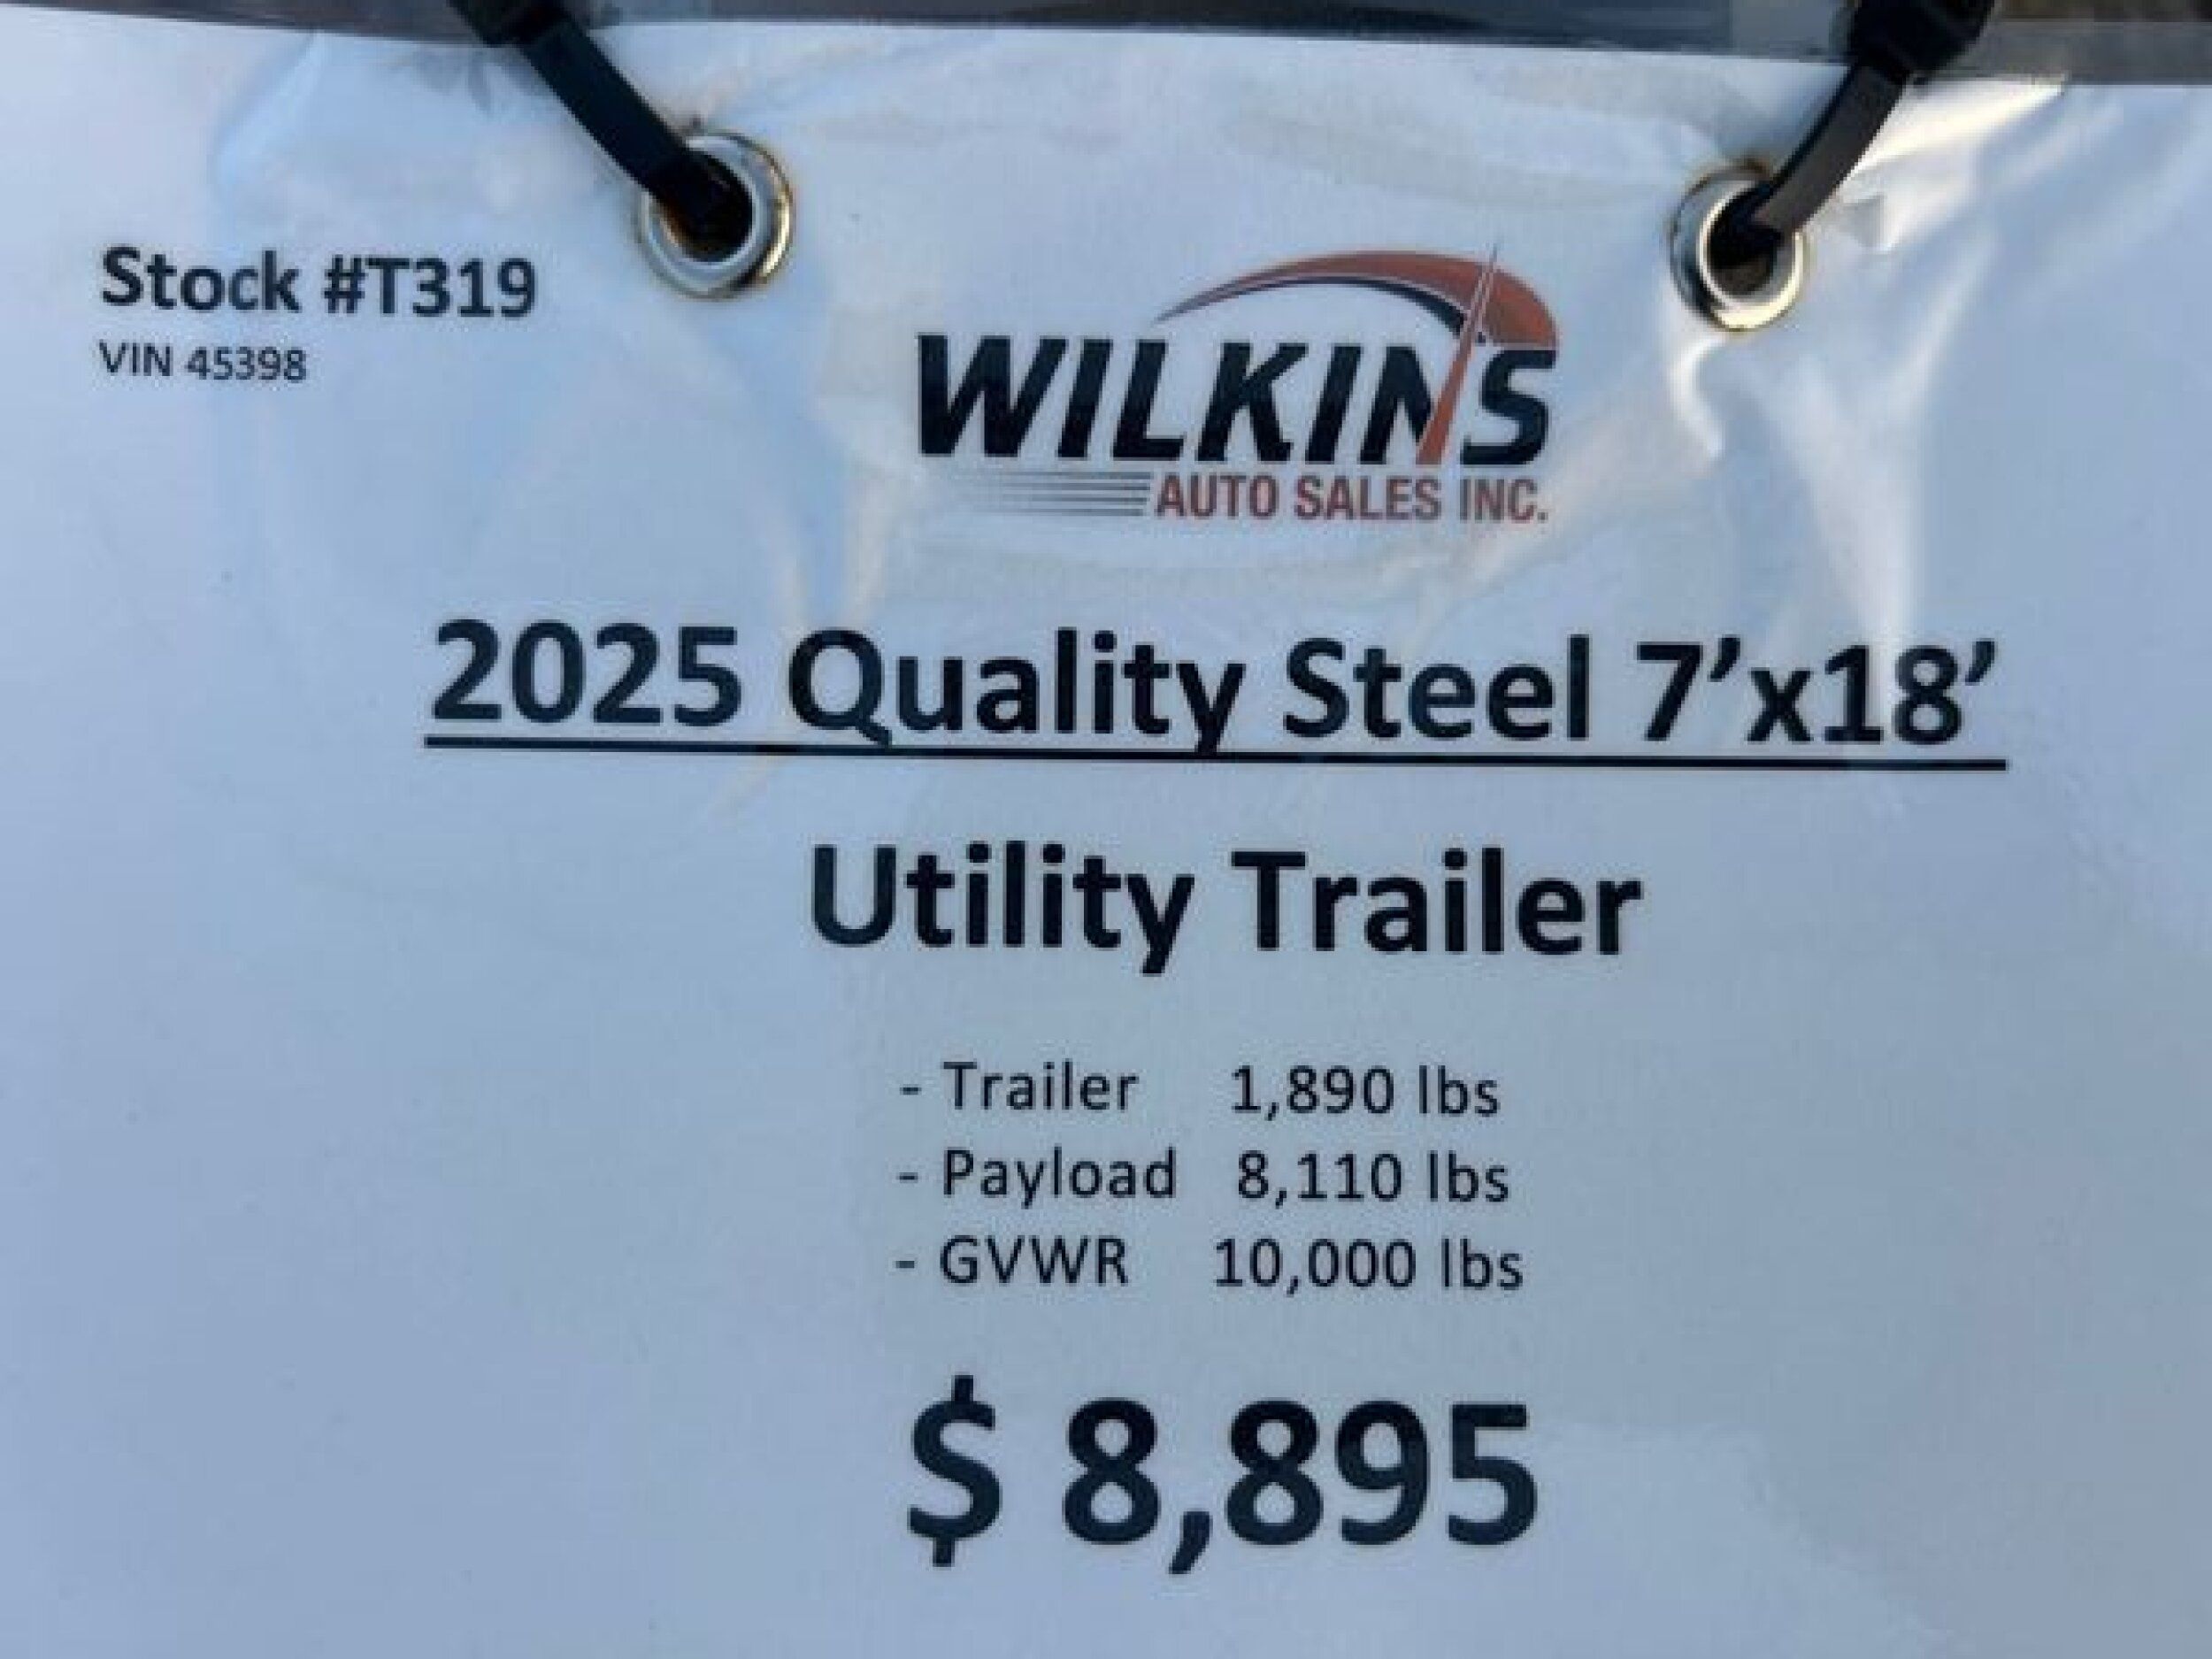 Stock #T319
VIN 45398
WILKINS
AUTO SALES INC.
2025 Quality Steel 7’x18’
Utility Trailer
- Trailer 1,890 lbs
- Payload 8,110 lbs
- GVWR 10,000 lbs
$ 8,895